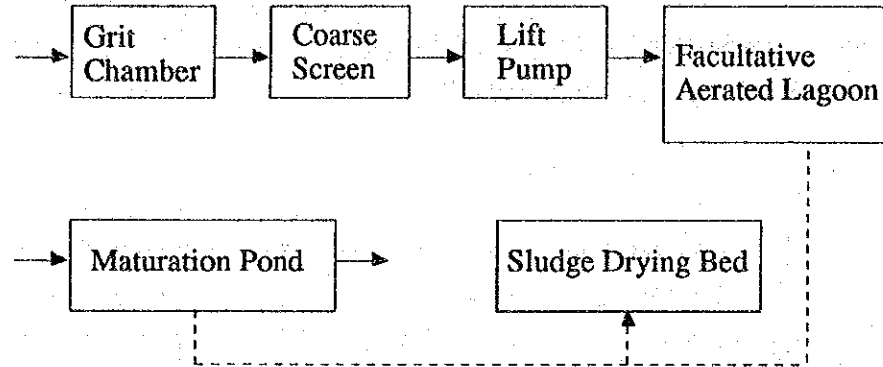 Grit
Chamber
Coarse
Screen
Lift
Pump
Facultative
Aerated Lagoon
Maturation Pond
Sludge Drying Bed